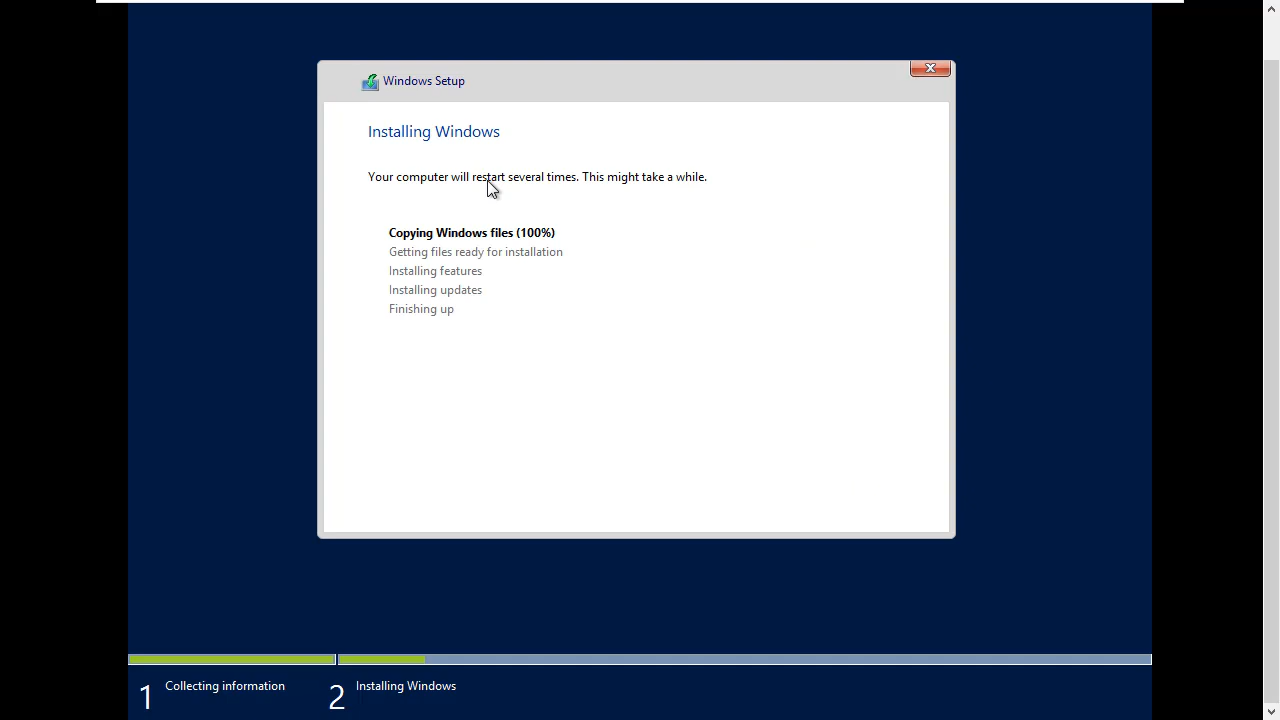 Windows Setup
Installing Windows
Your computer will restart several times. This might take a while.
Copying Windows files (100%)
Getting files ready for installation
Installing features
Installing updates
Finishing up
1 Collecting information
2 Installing Windows